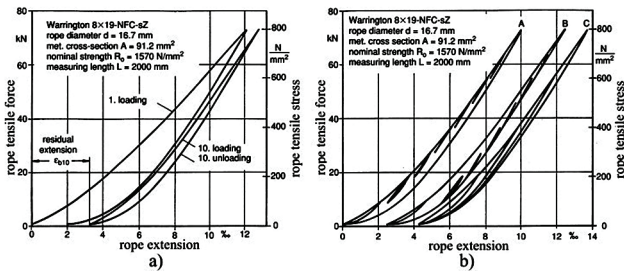 Warrington 8×19-NFC-sZ
rope diameter d = 16.7 mm
met. cross-section A = 91.2 mm²
nominal strength R₀ = 1570 N/mm²
measuring length L = 2000 mm
kN
60
40
20
0
rope tensile force
1. loading
residual
extension
εb10
10. loading
10. unloading
800
N/mm²
600
400
200
0
rope tensile stress
0 2 4 6 8 10 ‰ 13
rope extension
a)
Warrington 8×19-NFC-sZ
rope diameter d = 16.7 mm
met. cross section A = 91.2 mm²
nominal strength R₀ = 1570 N/mm²
measuring length L = 2000 mm
A B C
kN
60
40
20
0
rope tensile force
800
N/mm²
600
400
200
0
rope tensile stress
0 2 4 6 8 10 ‰ 12 14
rope extension
b)